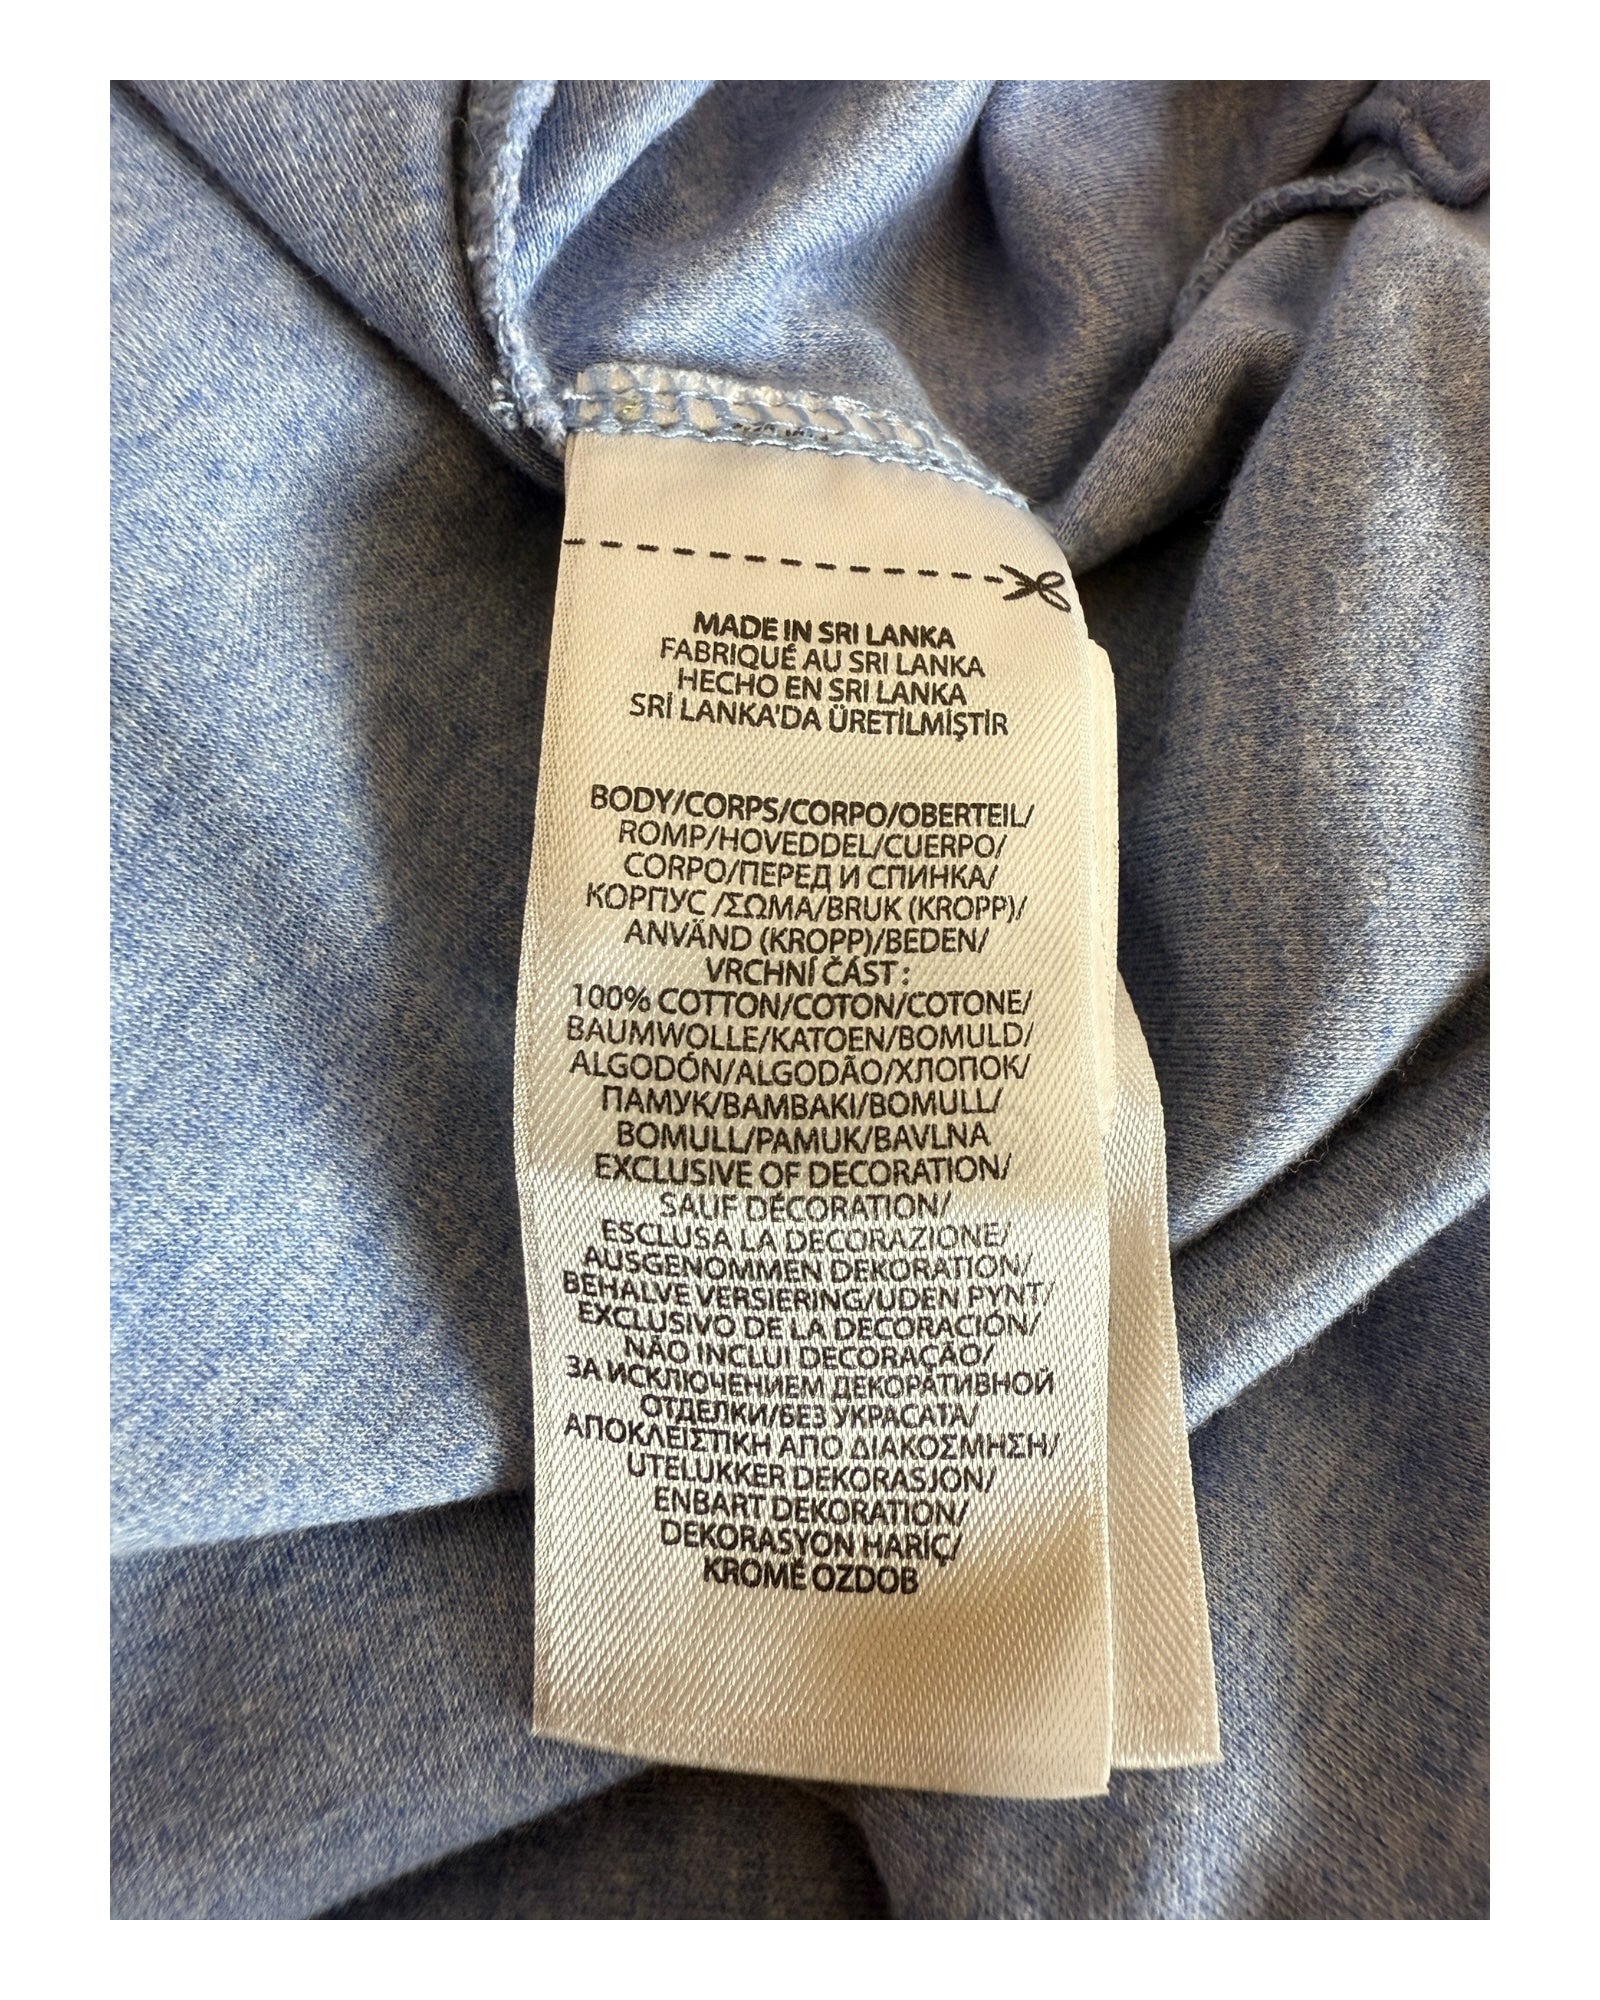 MADE IN SRI LANKA
FABRIQUÉ AU SRI LANKA
HECHO EN SRI LANKA
SRİ LANKA'DA ÜRETİLMİŞTİR
BODY/CORPS/CORPO/OBERTEIL/
ROMP/HOVEDDEL/CUERPO/
CORPO/ПЕРЕД И СПИНКА/
КОРПУС /ΣΩΜΑ/BRUK (KROPP)/
ANVÄND (KROPP)/BEDEN/
VRCHNÍ ČÁST :
100% COTTON/COTON/COTONE/
BAUMWOLLE/KATOEN/BOMULD/
ALGODÓN/ALGODÃO/ХЛОПОК/
ПАМУК/BAMBAKI/BOMULL/
BOMULL/PAMUK/BAVLNA
EXCLUSIVE OF DECORATION/
SAUF DÉCORATION/
ESCLUSA LA DECORAZIONE/
AUSGENOMMEN DEKORATION/
BEHALVE VERSIERING/UDEN PYNT/
EXCLUSIVO DE LA DECORACIÓN/
NÃO INCLUI DECORAÇÃO/
ЗА ИСКЛЮЧЕНИЕМ ДЕКОРАТИВНОЙ
ОТДЕЛКИ/БЕЗ УКРАСАТА/
ΑΠΟΚΛΕΙΣΤΙΚΗ ΑΠΟ ΔΙΑΚΟΣΜΗΣΗ/
UTELUKKER DEKORASJON/
ENBART DEKORATION/
DEKORASYON HARİÇ/
KROMĚ OZDOB